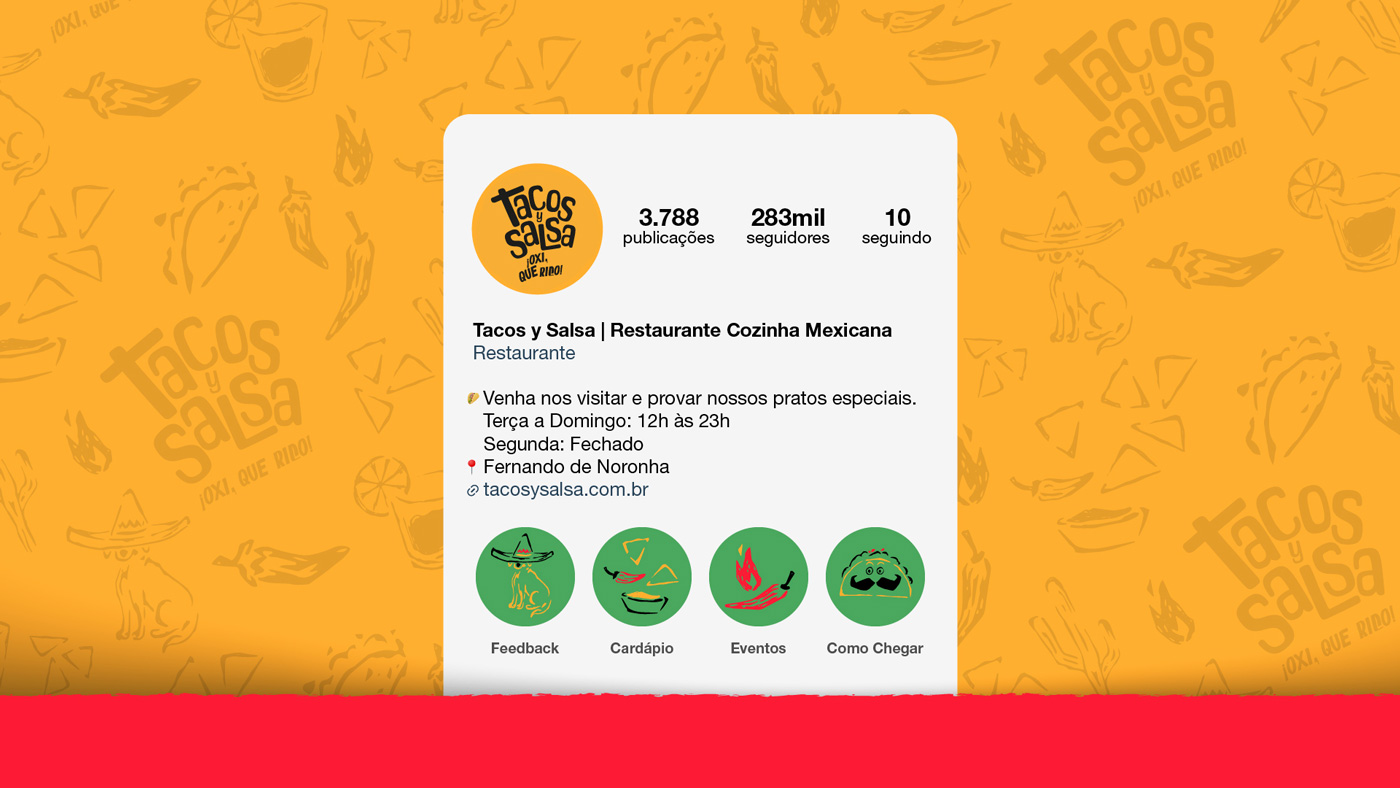 ¡OXI, QUE RIDO!
Tacos
y
Salsa
¡OXI, QUE RIDO!
Tacos
y
Salsa
¡OXI,
QUE RIDO!
3.788
publicações
283mil
seguidores
10
seguindo
Tacos y Salsa | Restaurante Cozinha Mexicana
Restaurante
Venha nos visitar e provar nossos pratos especiais.
Terça a Domingo: 12h às 23h
Segunda: Fechado
Fernando de Noronha
tacosysalsa.com.br
Feedback
Cardápio
Eventos
Como Chegar
Tacos
y
Salsa
¡OXI, QUE RIDO!
Tacos
y
Salsa
¡OXI, QUE RIDO!